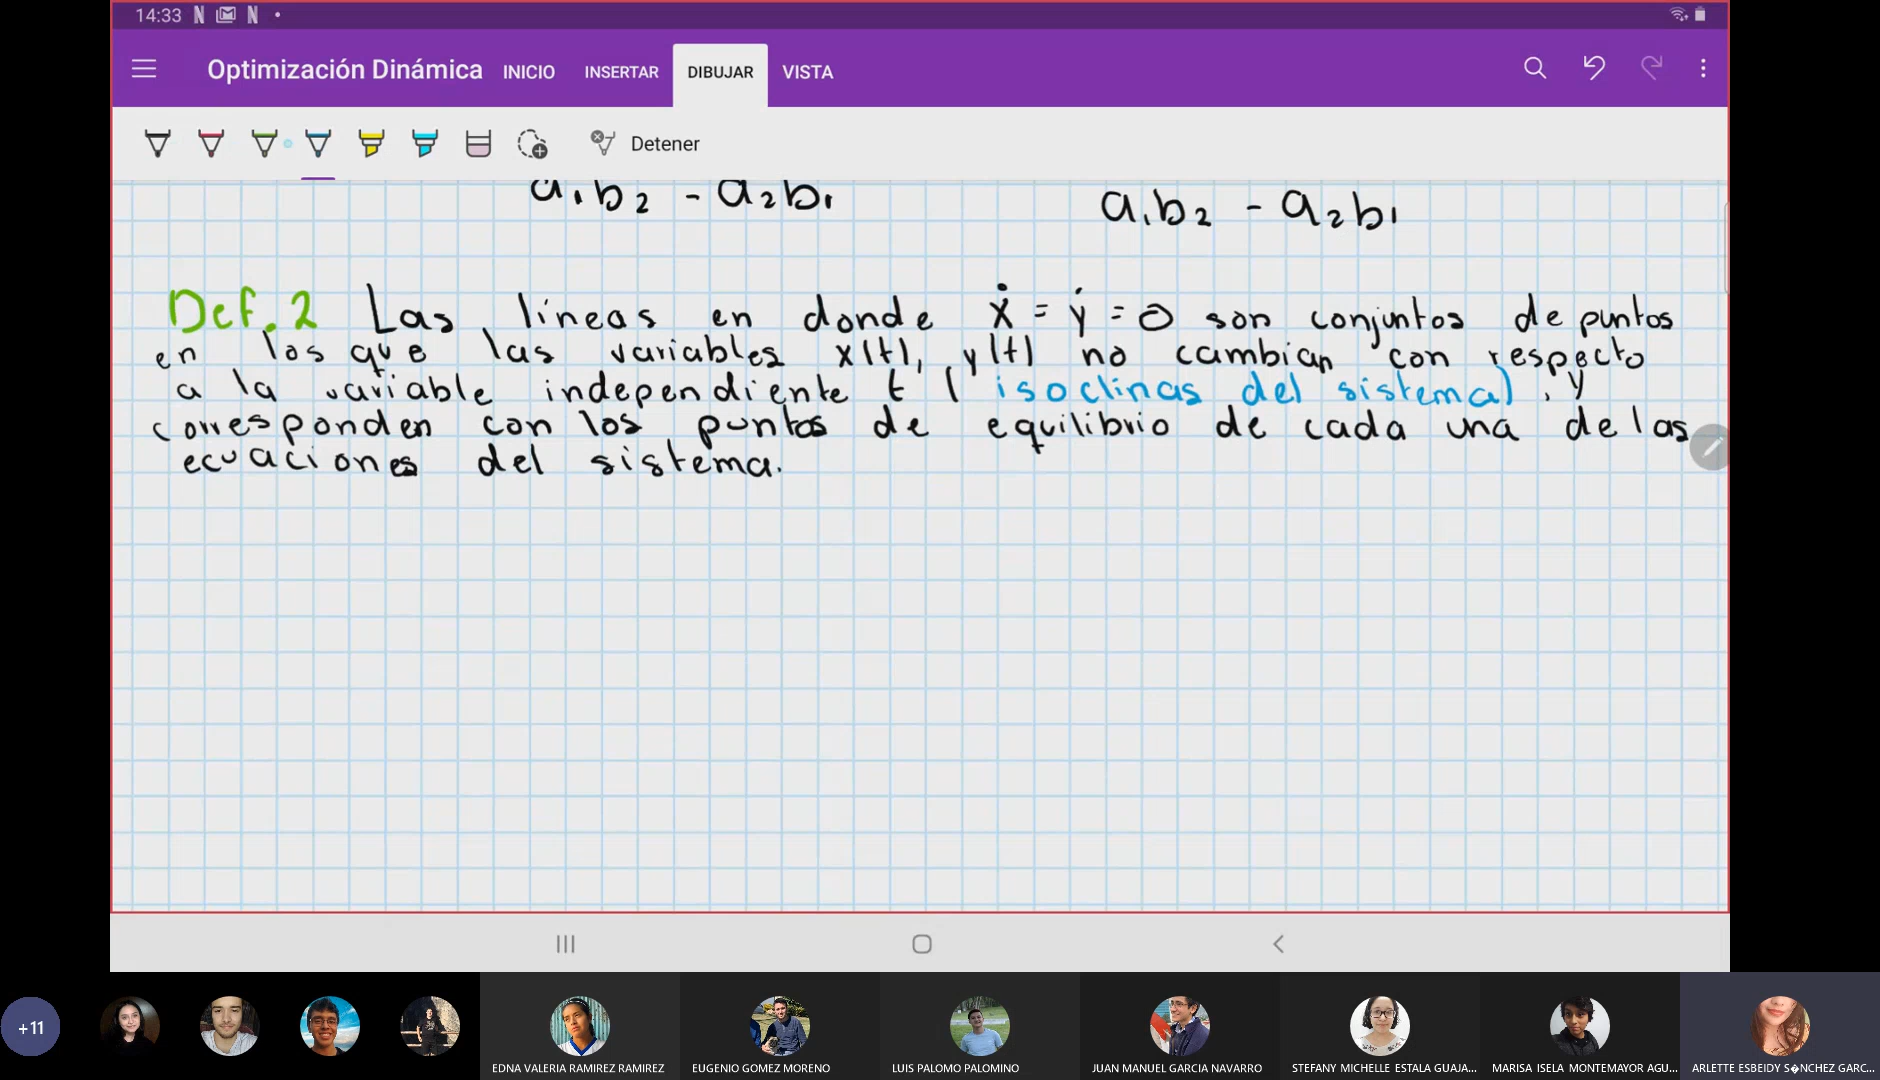 14:33
Optimización Dinámica INICIO INSERTAR DIBUJAR VISTA
Detener
a₁b₂ - a₂b₁ a₁b₂ - a₂b₁
Def. 2 Las líneas en donde ẋ = ẏ = 0 son conjuntos de puntos
en los que las variables x(t), y(t) no cambian con respecto
a la variable independiente t (isoclinas del sistema), y
corresponden con los puntos de equilibrio de cada una de las
ecuaciones del sistema.
+11
EDNA VALERIA RAMIREZ RAMIREZ
EUGENIO GOMEZ MORENO
LUIS PALOMO PALOMINO
JUAN MANUEL GARCIA NAVARRO
STEFANY MICHELLE ESTALA GUAJA...
MARISA ISELA MONTEMAYOR AGU...
ARLETTE ESBEIDY S�NCHEZ GARC...